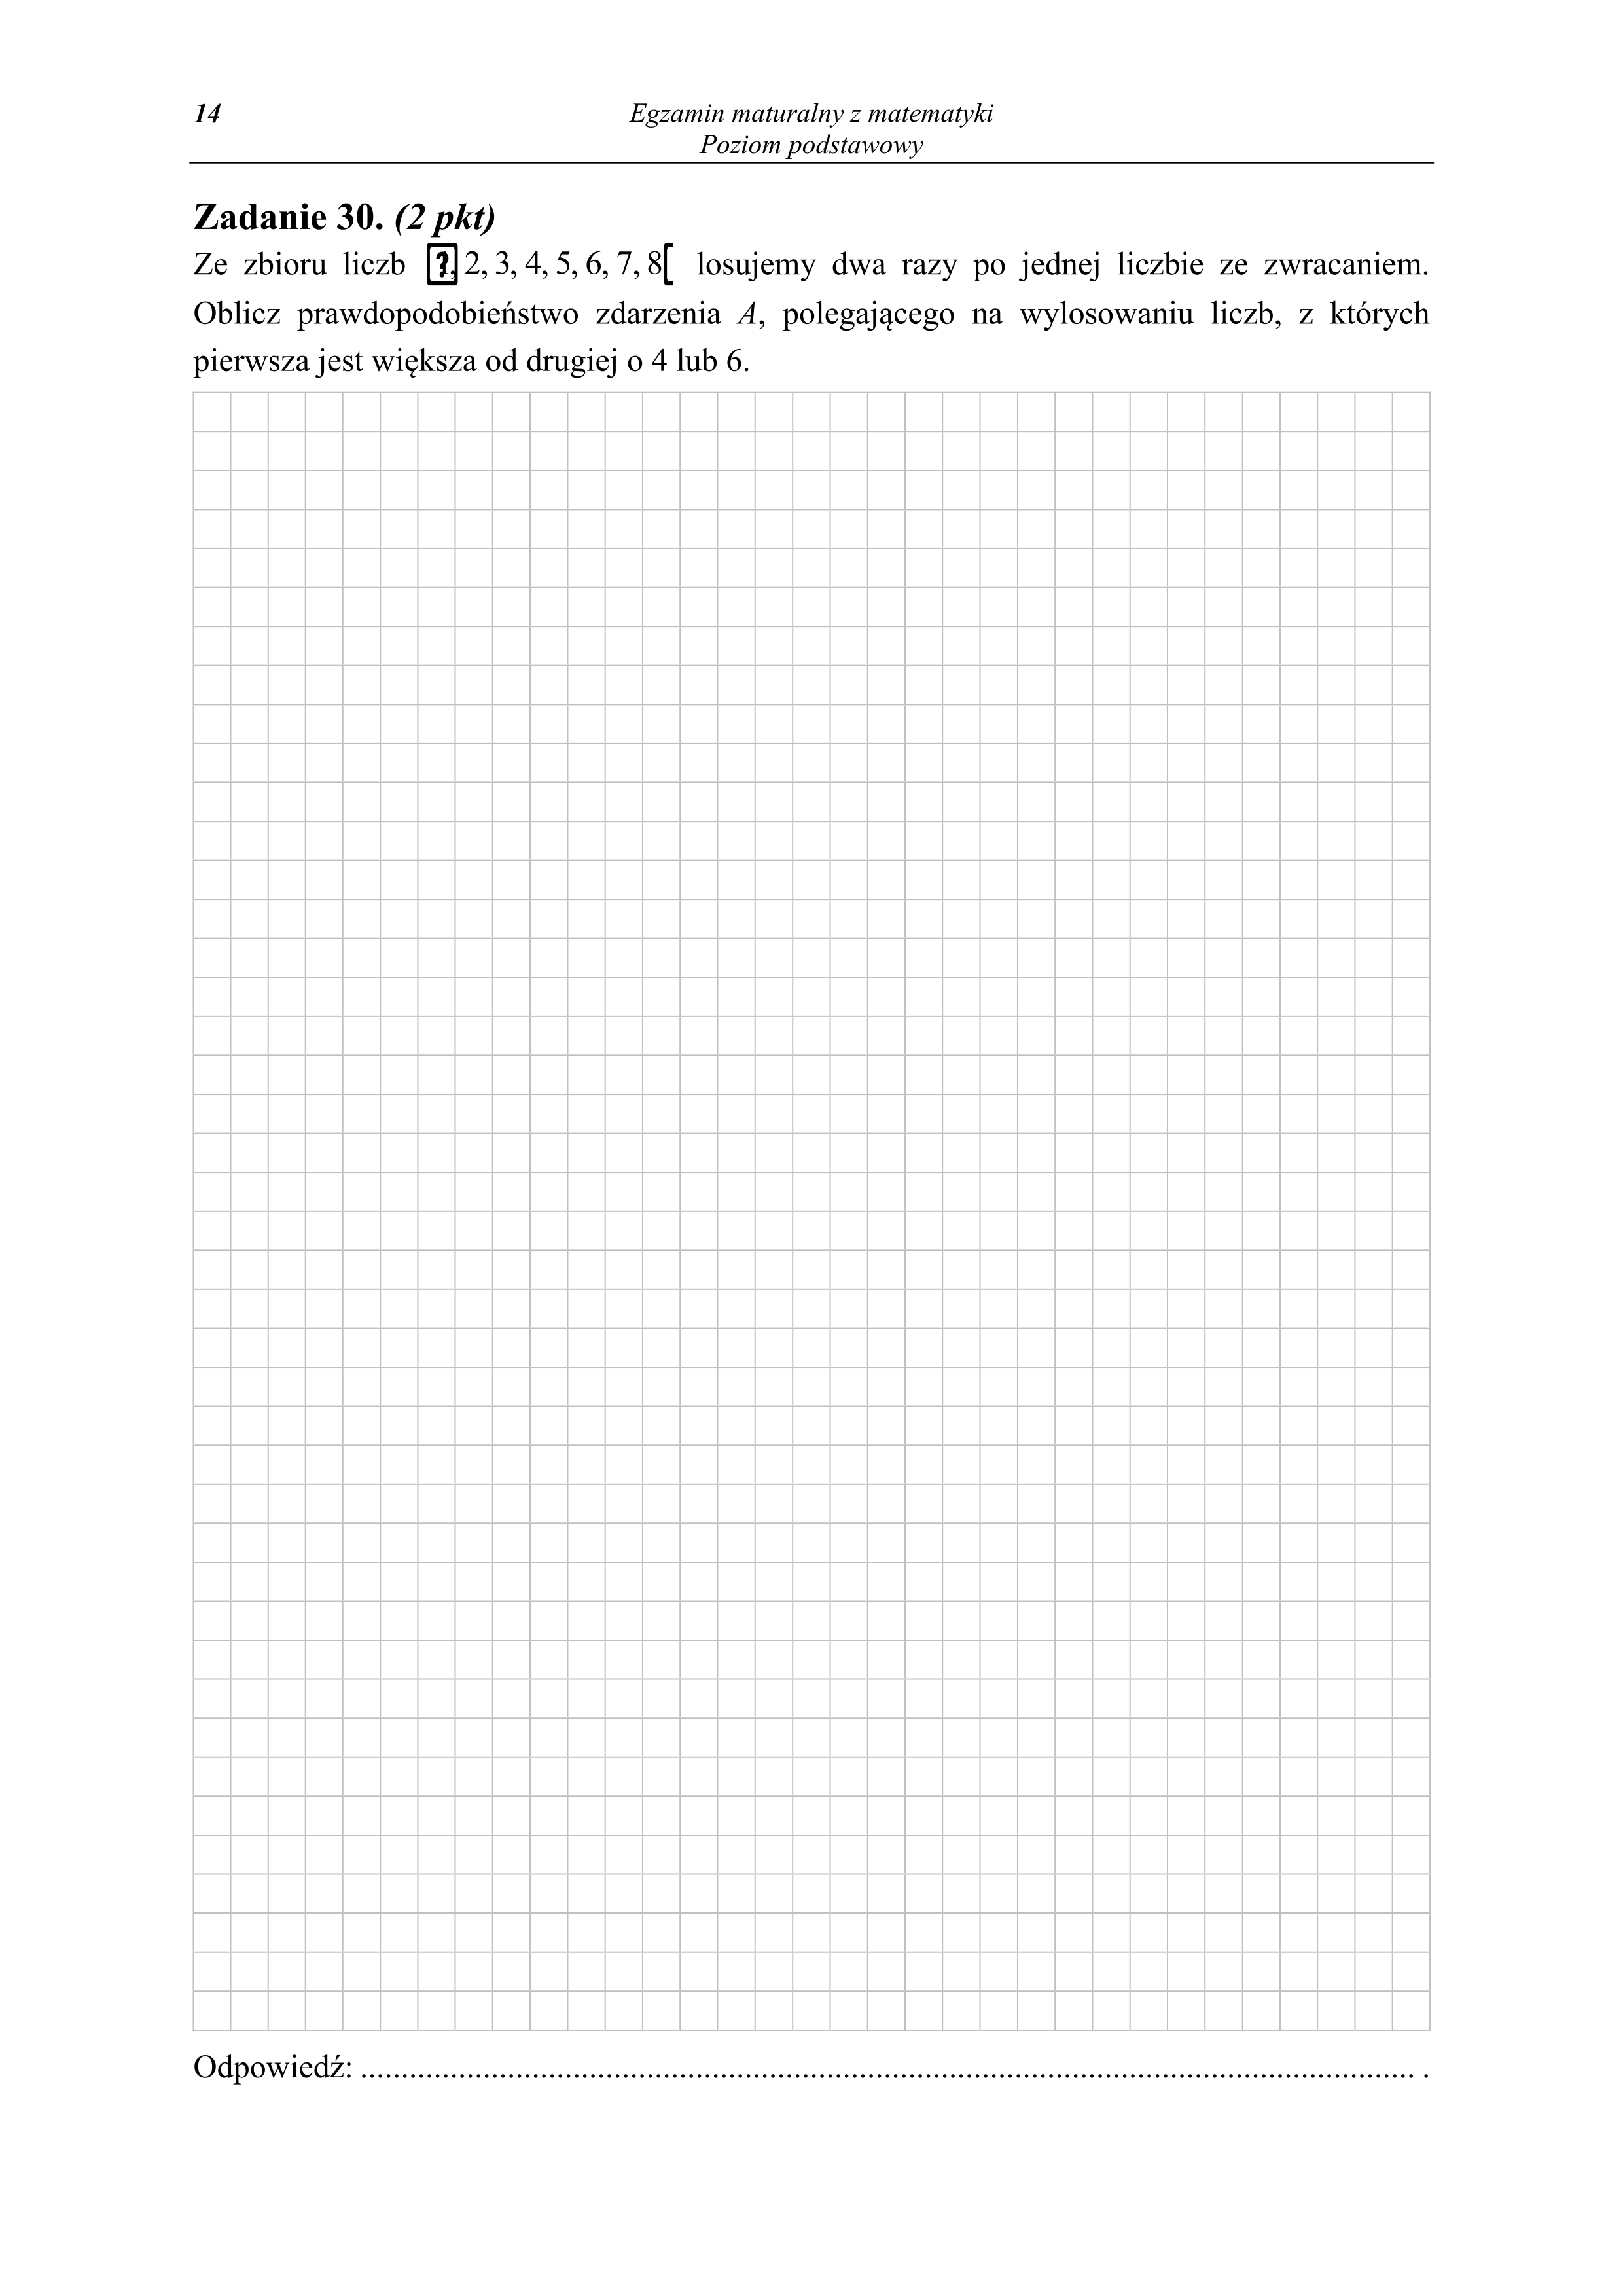 14
Egzamin maturalny z matematyki
Poziom podstawowy
Zadanie 30. (2 pkt)
Ze zbioru liczb 1, 2, 3, 4, 5, 6, 7, 8[ losujemy dwa razy po jednej liczbie ze zwracaniem.
Oblicz prawdopodobieństwo zdarzenia A, polegającego na wylosowaniu liczb, z których
pierwsza jest większa od drugiej o 4 lub 6.
Odpowiedź: .................................................................................................................................. .